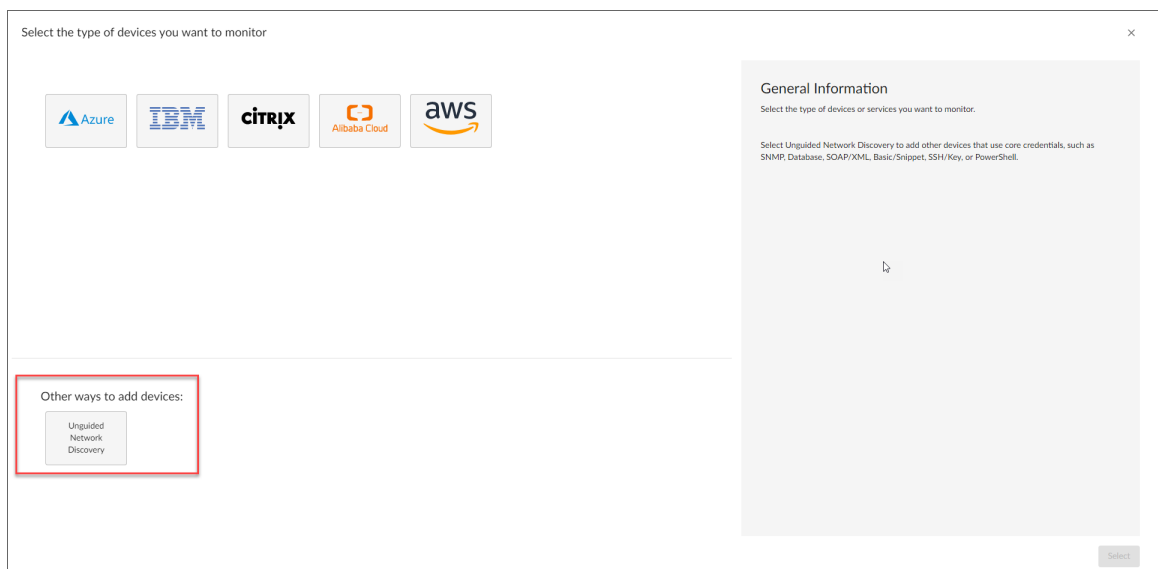 Select the type of devices you want to monitor
Azure
IBM
CİTRIX
Alibaba Cloud
aws
General Information
Select the type of devices or services you want to monitor.
Select Unguided Network Discovery to add other devices that use core credentials, such as
SNMP, Database, SOAP/XML, Basic/Snippet, SSH/Key, or PowerShell.
Other ways to add devices:
Unguided
Network
Discovery
Select